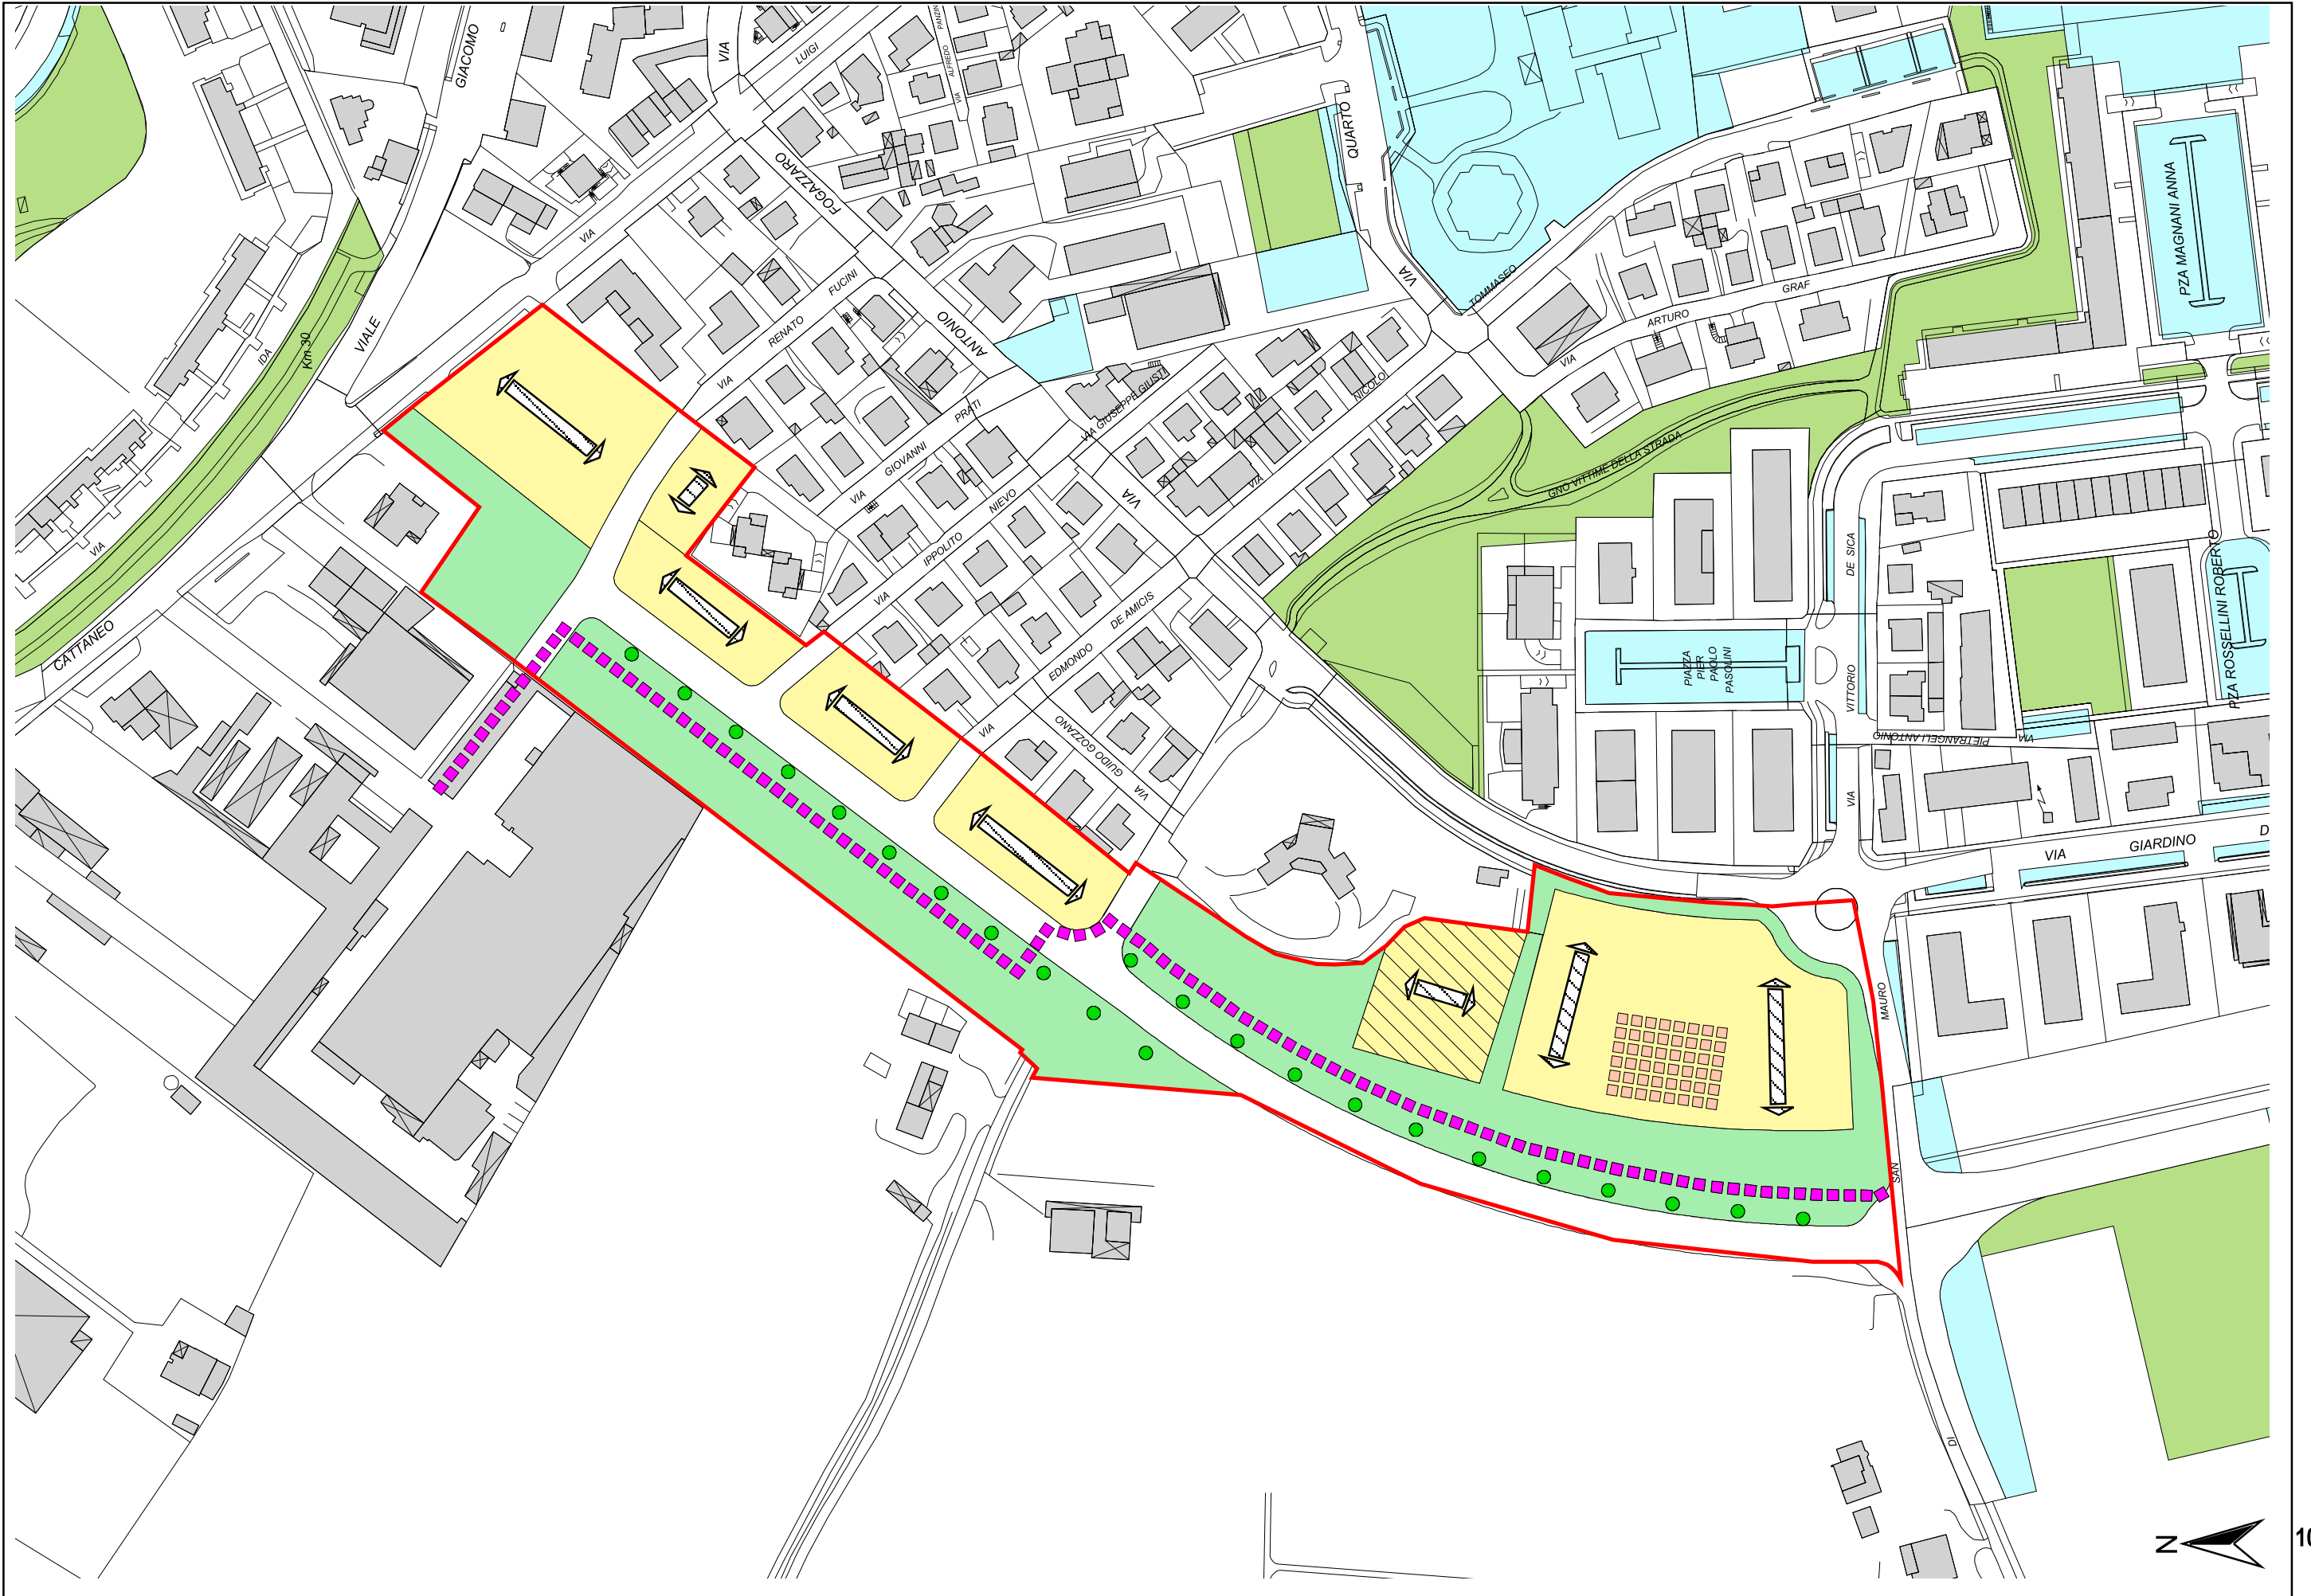 GIACOMO
VIA
LUIGI
ALFREDO
PANZINI
VIA
QUARTO
FOGAZZARO
VIA
PZA MAGNANI ANNA
IDA
Km 30
VIALE
FUCINI
RENATO
VIA
ANTONIO
VIA
TOMMASEO
GRAF
ARTURO
VIA
PRATI
GIOVANNI
VIA
VIA GIUSEPPE GIUSTI
NICOLO
VIA
NIEVO
IPPOLITO
VIA
VIA
GNO VITTIME DELLA STRADA
VIA
CATTANEO
DE AMICIS
EDMONDO
VIA
GUIDO GOZZANO
VIA
PIAZZA
PIER
PAOLO
PASOLINI
DE SICA
VITTORIO
VIA
PZA ROSSELLINI ROBERTO
VIA PIETRANGELI ANTONIO
VIA GIARDINO D
MAURO
SAN
DI
N
10